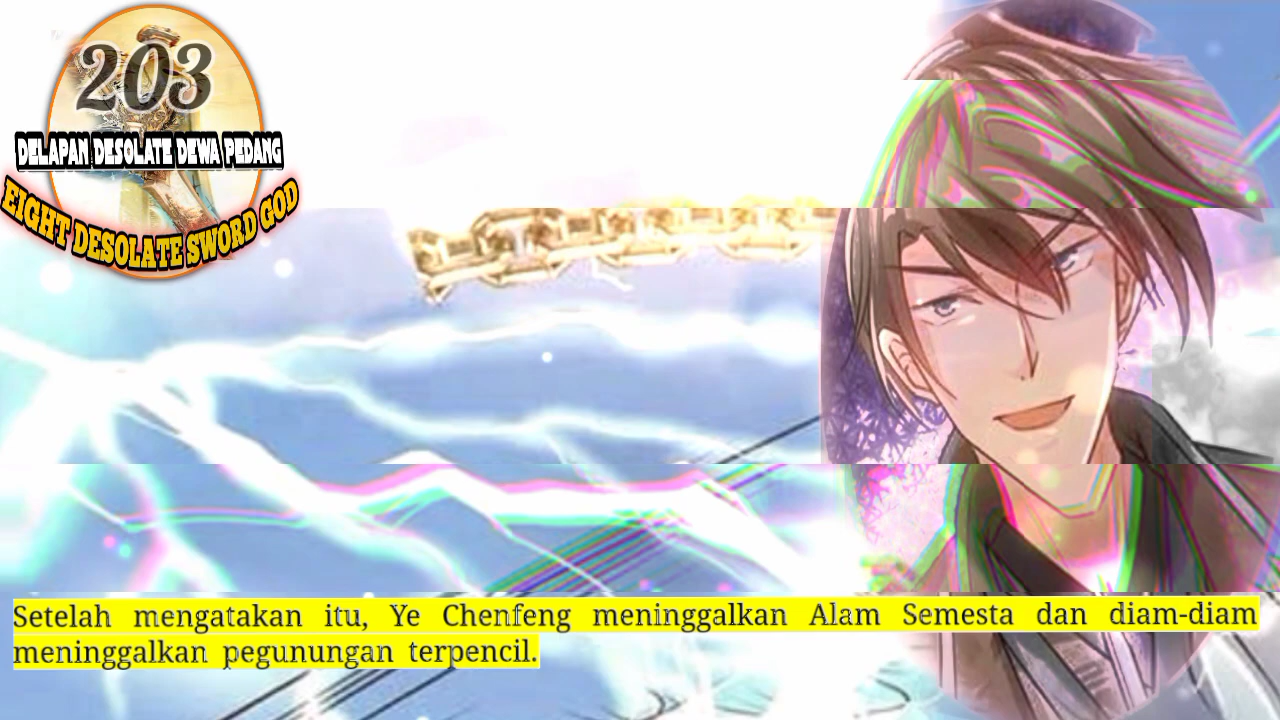 203
DELAPAN DESOLATE DEWA PEDANG
EIGHT DESOLATE SWORD GOD
Setelah mengatakan itu, Ye Chenfeng meninggalkan Alam Semesta dan diam-diam
meninggalkan pegunungan terpencil.